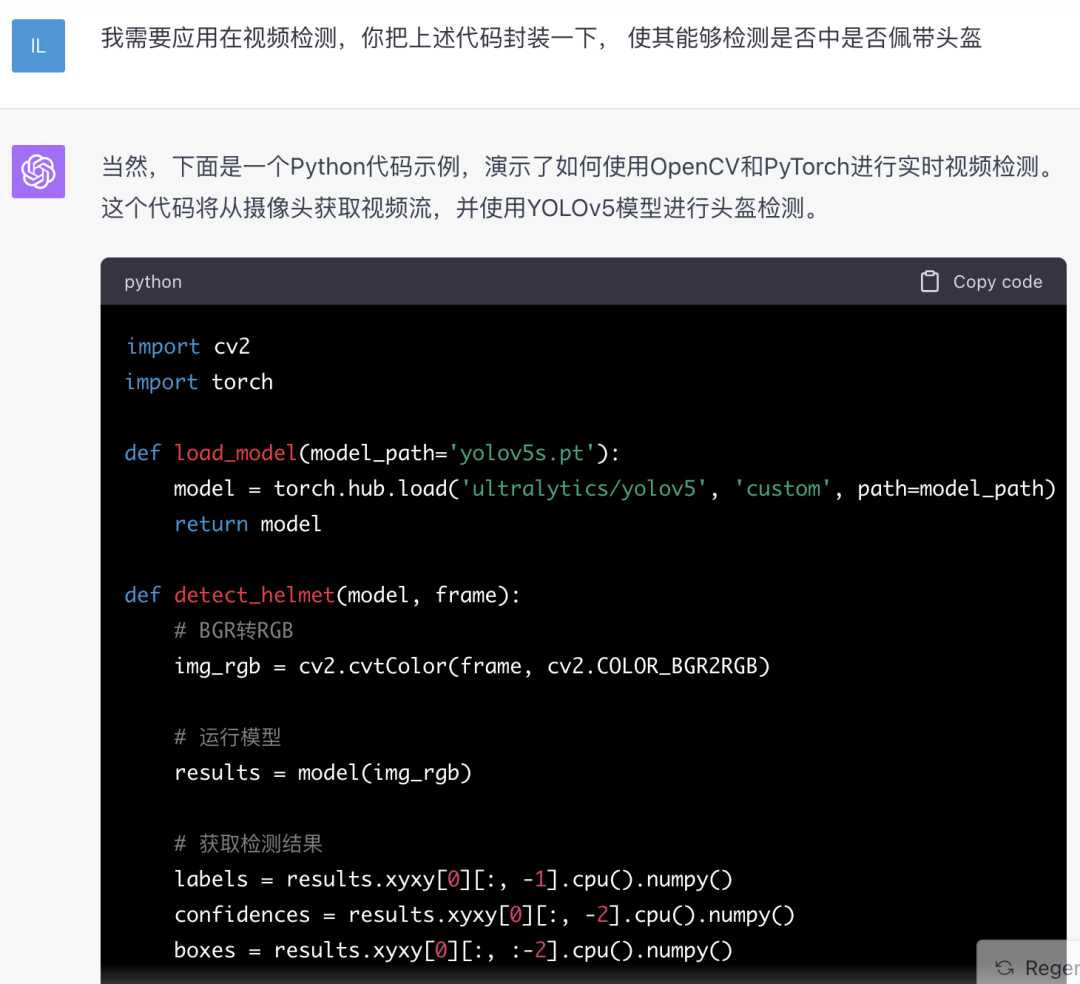 IL
我需要应用在视频检测，你把上述代码封装一下， 使其能够检测是否中是否佩带头盔
当然，下面是一个Python代码示例，演示了如何使用OpenCV和PyTorch进行实时视频检测。
这个代码将从摄像头获取视频流，并使用YOLOv5模型进行头盔检测。
python
Copy code
import cv2
import torch
def load_model(model_path='yolov5s.pt'):
    model = torch.hub.load('ultralytics/yolov5', 'custom', path=model_path)
    return model
def detect_helmet(model, frame):
    # BGR转RGB
    img_rgb = cv2.cvtColor(frame, cv2.COLOR_BGR2RGB)
    # 运行模型
    results = model(img_rgb)
    # 获取检测结果
    labels = results.xyxy[0][:, -1].cpu().numpy()
    confidences = results.xyxy[0][:, -2].cpu().numpy()
    boxes = results.xyxy[0][:, :-2].cpu().numpy()